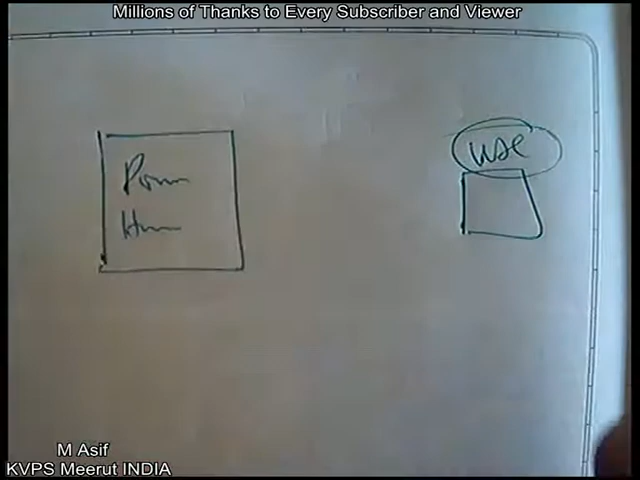 Millions of Thanks to Every Subscriber and Viewer
use
M Asif
KVPS Meerut INDIA